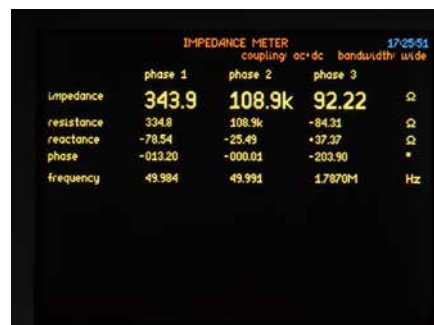 IMPEDANCE METER 17:25:51
coupling: ac+dc bandwidth: wide
phase 1 phase 2 phase 3
impedance 343.9 108.9k 92.22 Ω
resistance 334.8 108.9k -84.31 Ω
reactance -78.54 -25.49 +37.37 Ω
phase -013.20 -000.01 -203.90 °
frequency 49.984 49.991 1.7870M Hz